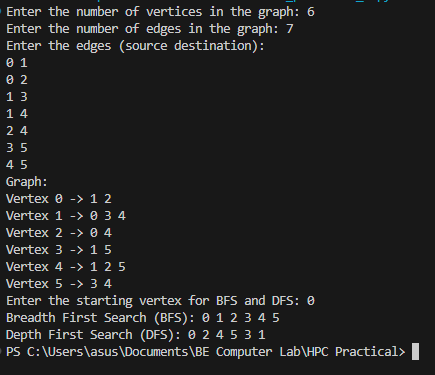 Enter the number of vertices in the graph: 6
Enter the number of edges in the graph: 7
Enter the edges (source destination):
0 1
0 2
1 3
1 4
2 4
3 5
4 5
Graph:
Vertex 0 -> 1 2
Vertex 1 -> 0 3 4
Vertex 2 -> 0 4
Vertex 3 -> 1 5
Vertex 4 -> 1 2 5
Vertex 5 -> 3 4
Enter the starting vertex for BFS and DFS: 0
Breadth First Search (BFS): 0 1 2 3 4 5
Depth First Search (DFS): 0 2 4 5 3 1
PS C:\Users\asus\Documents\BE Computer Lab\HPC Practical>